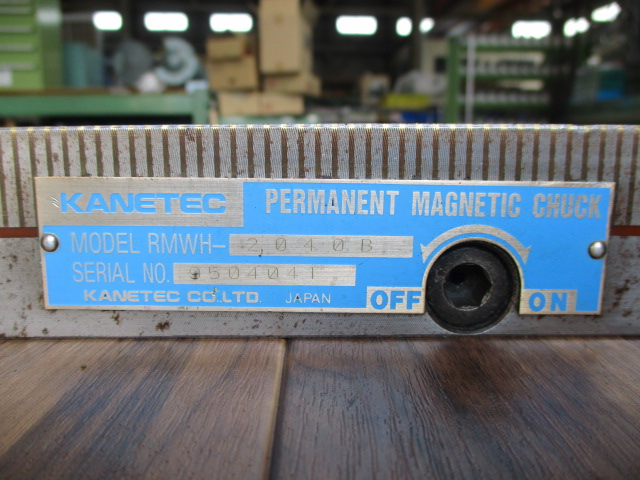 KANETEC PERMANENT MAGNETIC CHUCK
MODEL RMWH-2040B
SERIAL NO. 9504041
KANETEC CO.,LTD. JAPAN OFF ON